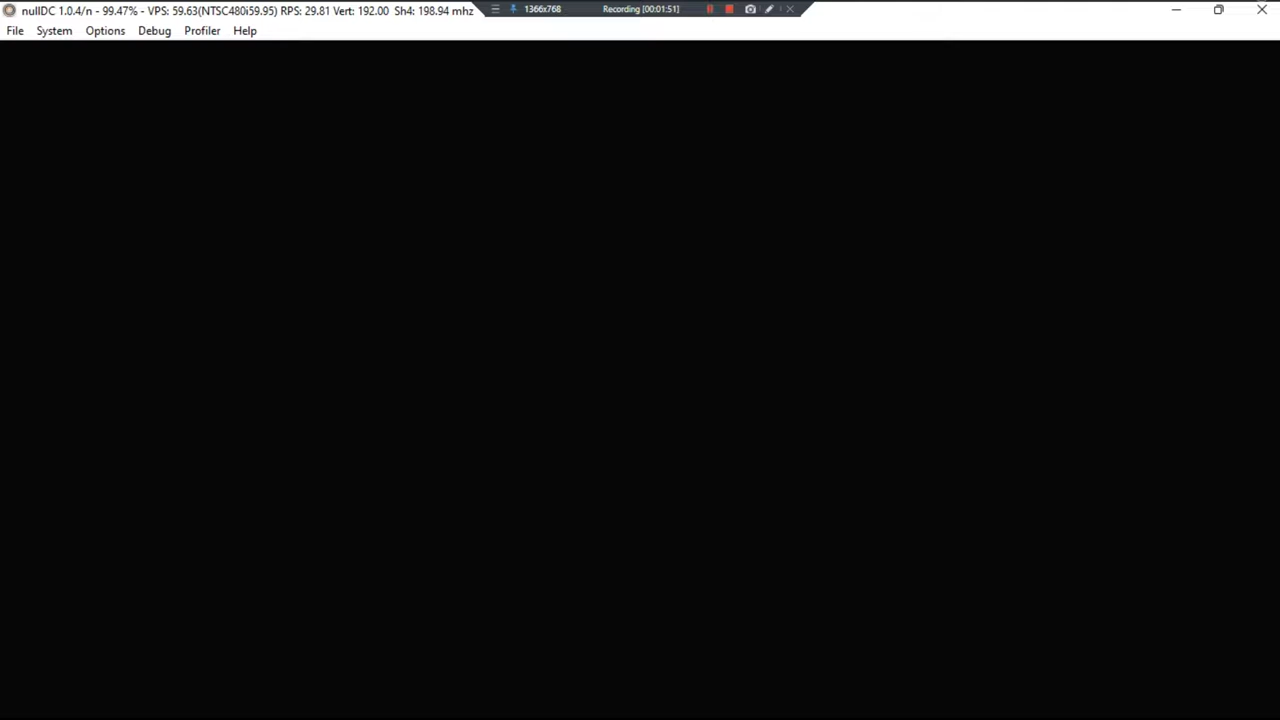 nullDC 1.0.4/n - 99.47% - VPS: 59.63(NTSC480i59.95) RPS: 29.81 Vert: 192.00 Sh4: 198.94 mhz
1366x768 Recording [00:01:51]
File System Options Debug Profiler Help